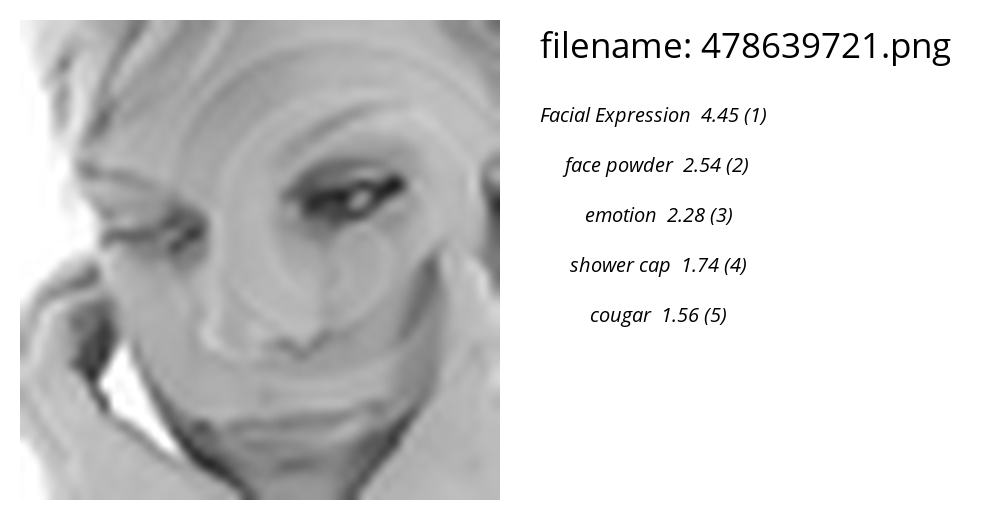 filename: 478639721.png
Facial Expression 4.45 (1)
face powder 2.54 (2)
emotion 2.28 (3)
shower cap 1.74 (4)
cougar 1.56 (5)